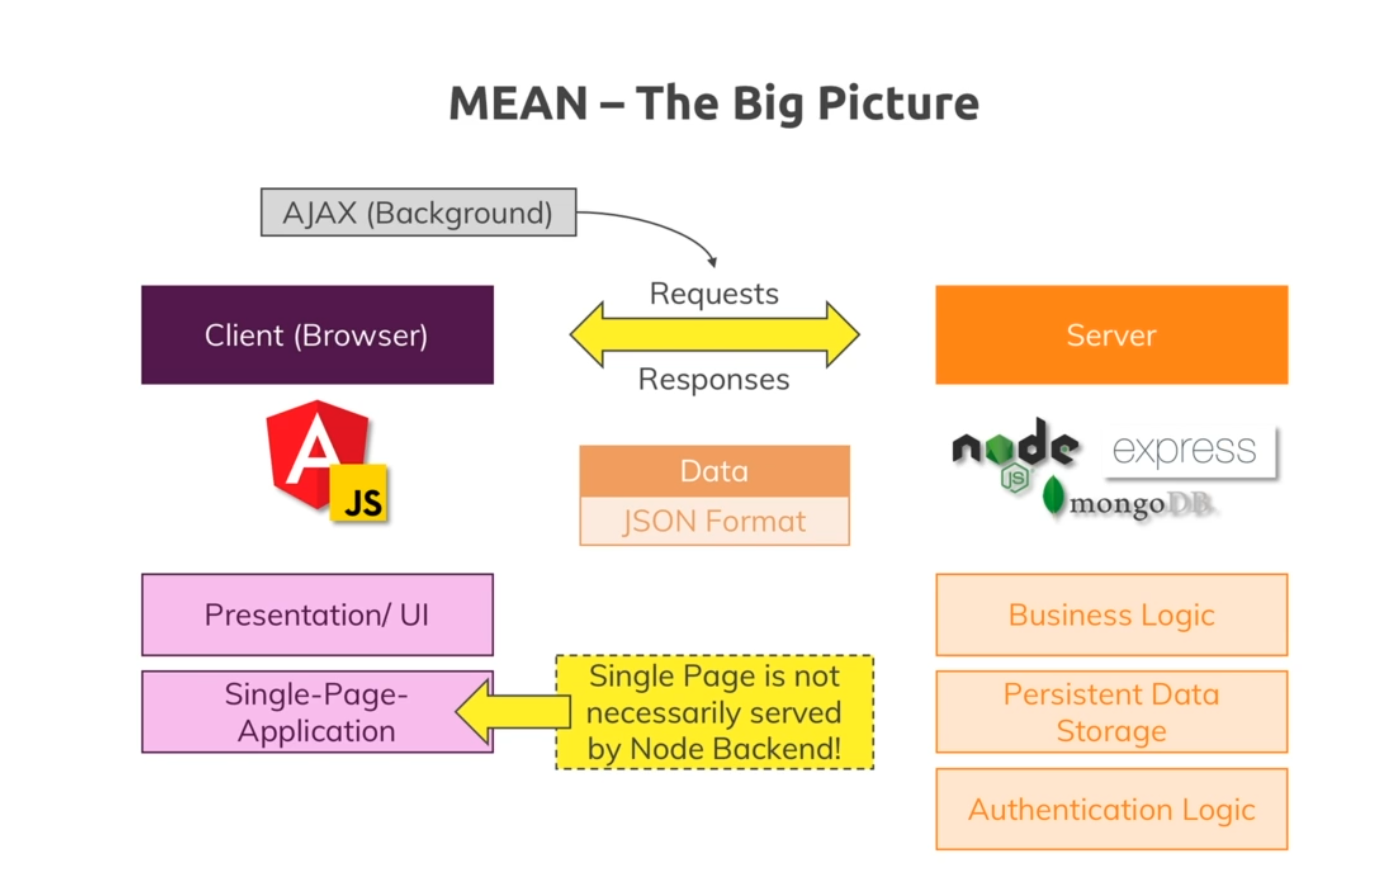 MEAN – The Big Picture
AJAX (Background)
Requests
Client (Browser)
Server
Responses
A
JS
node
JS
express
mongoDB
Data
JSON Format
Presentation/ UI
Business Logic
Single-Page-
Application
Single Page is not
necessarily served
by Node Backend!
Persistent Data
Storage
Authentication Logic